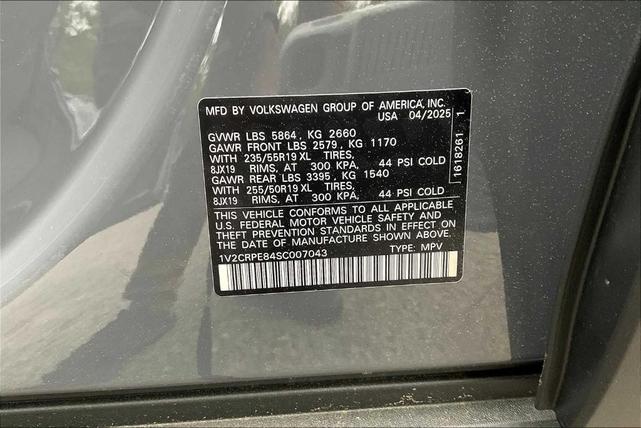 MFD BY VOLKSWAGEN GROUP OF AMERICA, INC.
USA 04/2025
GVWR LBS 5864, KG 2660
GAWR FRONT LBS 2579, KG 1170
WITH 235/55R19 XL TIRES,
8JX19 RIMS, AT 300 KPA, 44 PSI COLD
GAWR REAR LBS 3395, KG 1540
WITH 255/50R19 XL TIRES,
8JX19 RIMS, AT 300 KPA, 44 PSI COLD
1618261 1
THIS VEHICLE CONFORMS TO ALL APPLICABLE
U.S. FEDERAL MOTOR VEHICLE SAFETY AND
THEFT PREVENTION STANDARDS IN EFFECT ON
THE DATE OF MANUFACTURE SHOWN ABOVE.
1V2CRPE84SC007043 TYPE: MPV